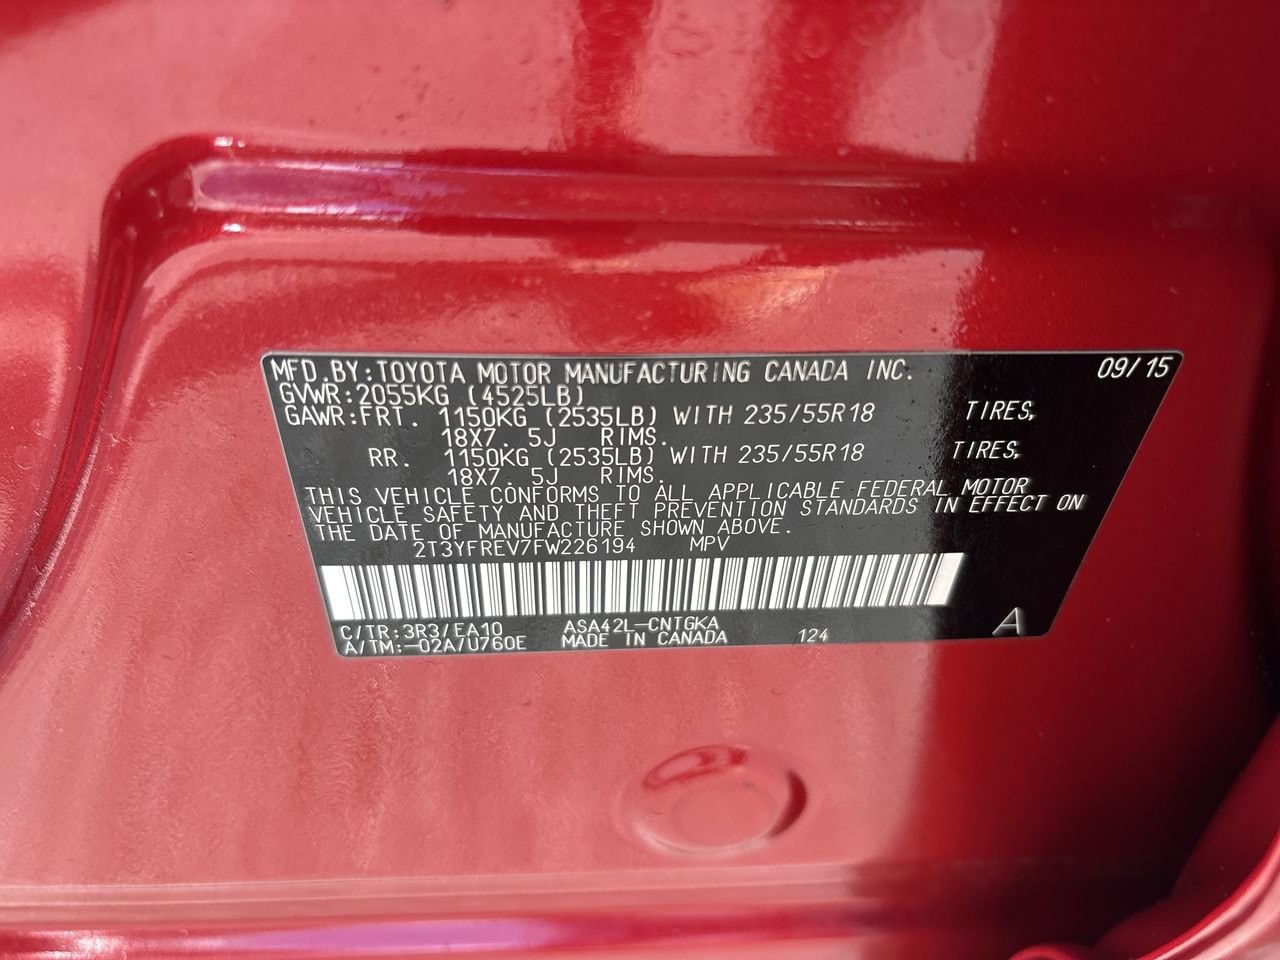 MFD.BY:TOYOTA MOTOR MANUFACTURING CANADA INC. 09/15
GVWR:2055KG (4525LB)
GAWR:FRT. 1150KG (2535LB) WITH 235/55R18 TIRES,
18X7.5J RIMS.
RR. 1150KG (2535LB) WITH 235/55R18 TIRES,
18X7.5J RIMS.
THIS VEHICLE CONFORMS TO ALL APPLICABLE FEDERAL MOTOR
VEHICLE SAFETY AND THEFT PREVENTION STANDARDS IN EFFECT ON
THE DATE OF MANUFACTURE SHOWN ABOVE.
2T3YFREV7FW226194 MPV
C/TR:3R3/EA10 ASA42L-CNTGKA
A/TM:-02A/U760E MADE IN CANADA 124 A